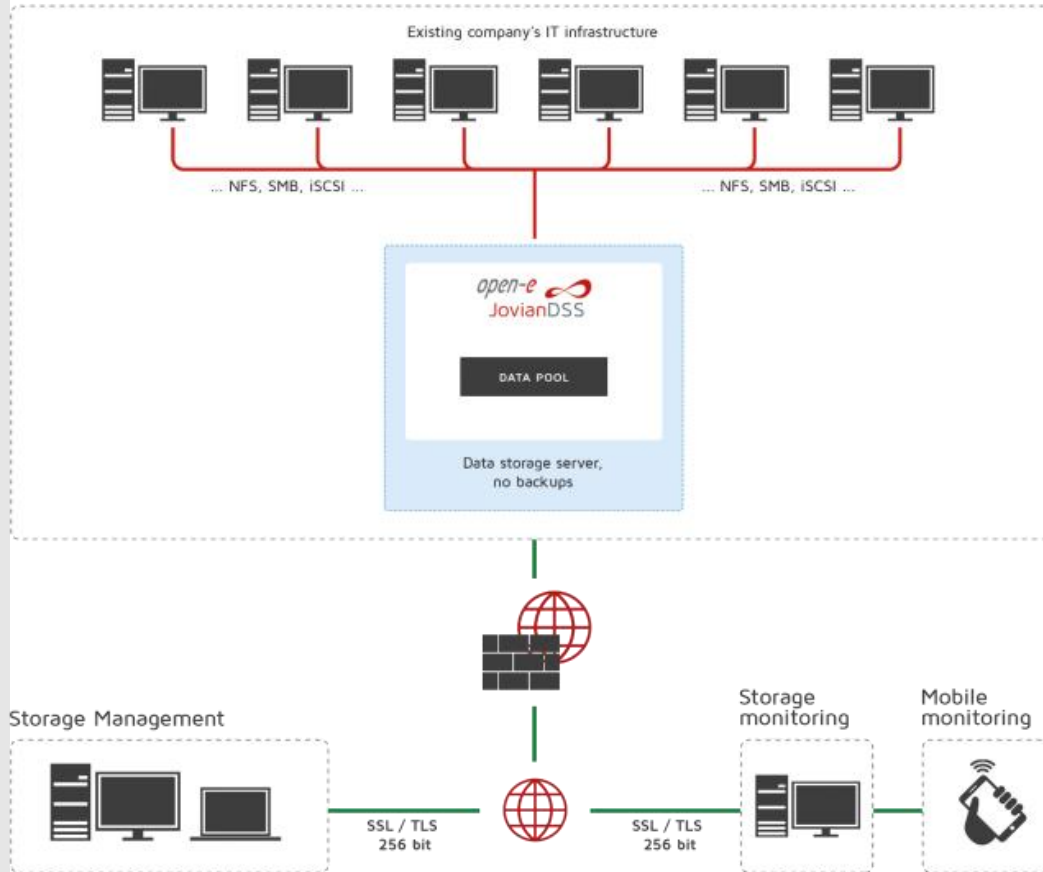 Existing company's IT infrastructure
... NFS, SMB, iSCSI ...
... NFS, SMB, iSCSI ...
open-e
JovianDSS
DATA POOL
Data storage server,
no backups
Storage Management
Storage
monitoring
Mobile
monitoring
SSL / TLS
256 bit
SSL / TLS
256 bit